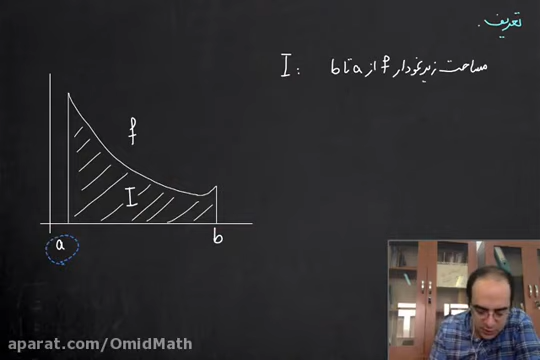 تعریف.
I: مساحت زیر نمودار f از a تا b
f
I
a
b
aparat.com/OmidMath